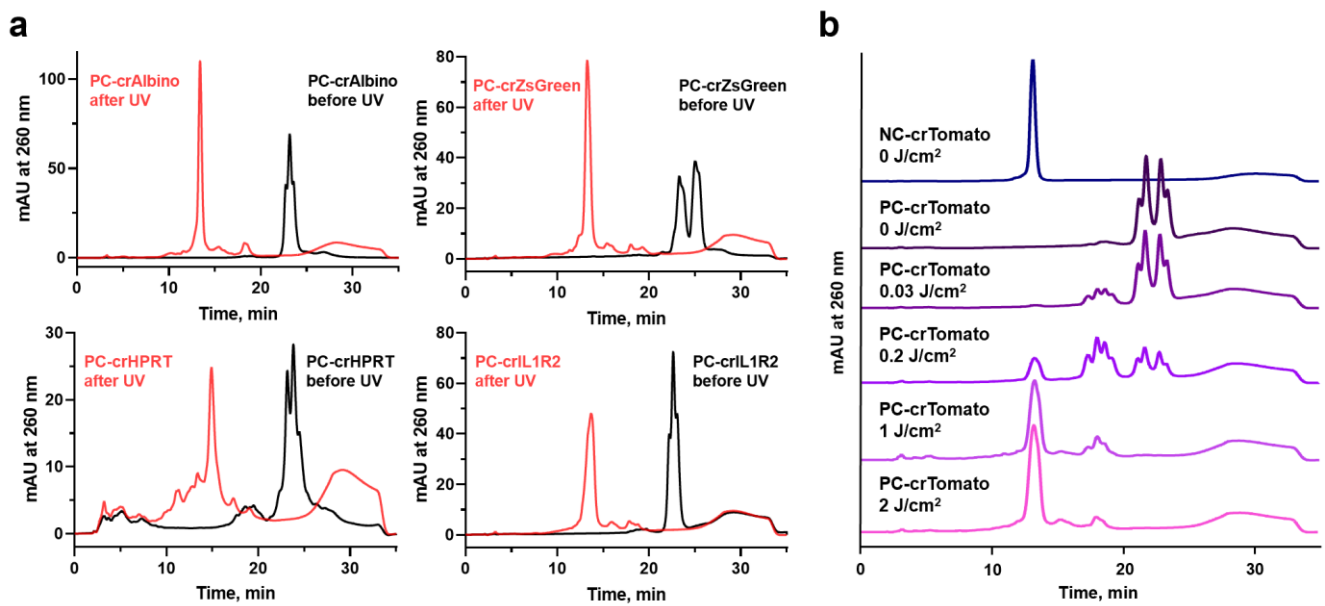 a
PC-crAlbino
after UV
PC-crAlbino
before UV
mAU at 260 nm
100
50
0
0
10
20
30
Time, min
PC-crZsGreen
after UV
PC-crZsGreen
before UV
mAU at 260 nm
80
60
40
20
0
0
10
20
30
Time, min
PC-crHPRT
after UV
PC-crHPRT
before UV
mAU at 260 nm
30
20
10
0
0
10
20
30
Time, min
PC-crIL1R2
after UV
PC-crIL1R2
before UV
mAU at 260 nm
80
60
40
20
0
0
10
20
30
Time, min
b
NC-crTomato
0 J/cm²
PC-crTomato
0 J/cm²
PC-crTomato
0.03 J/cm²
PC-crTomato
0.2 J/cm²
PC-crTomato
1 J/cm²
PC-crTomato
2 J/cm²
mAU at 260 nm
10
20
30
Time, min